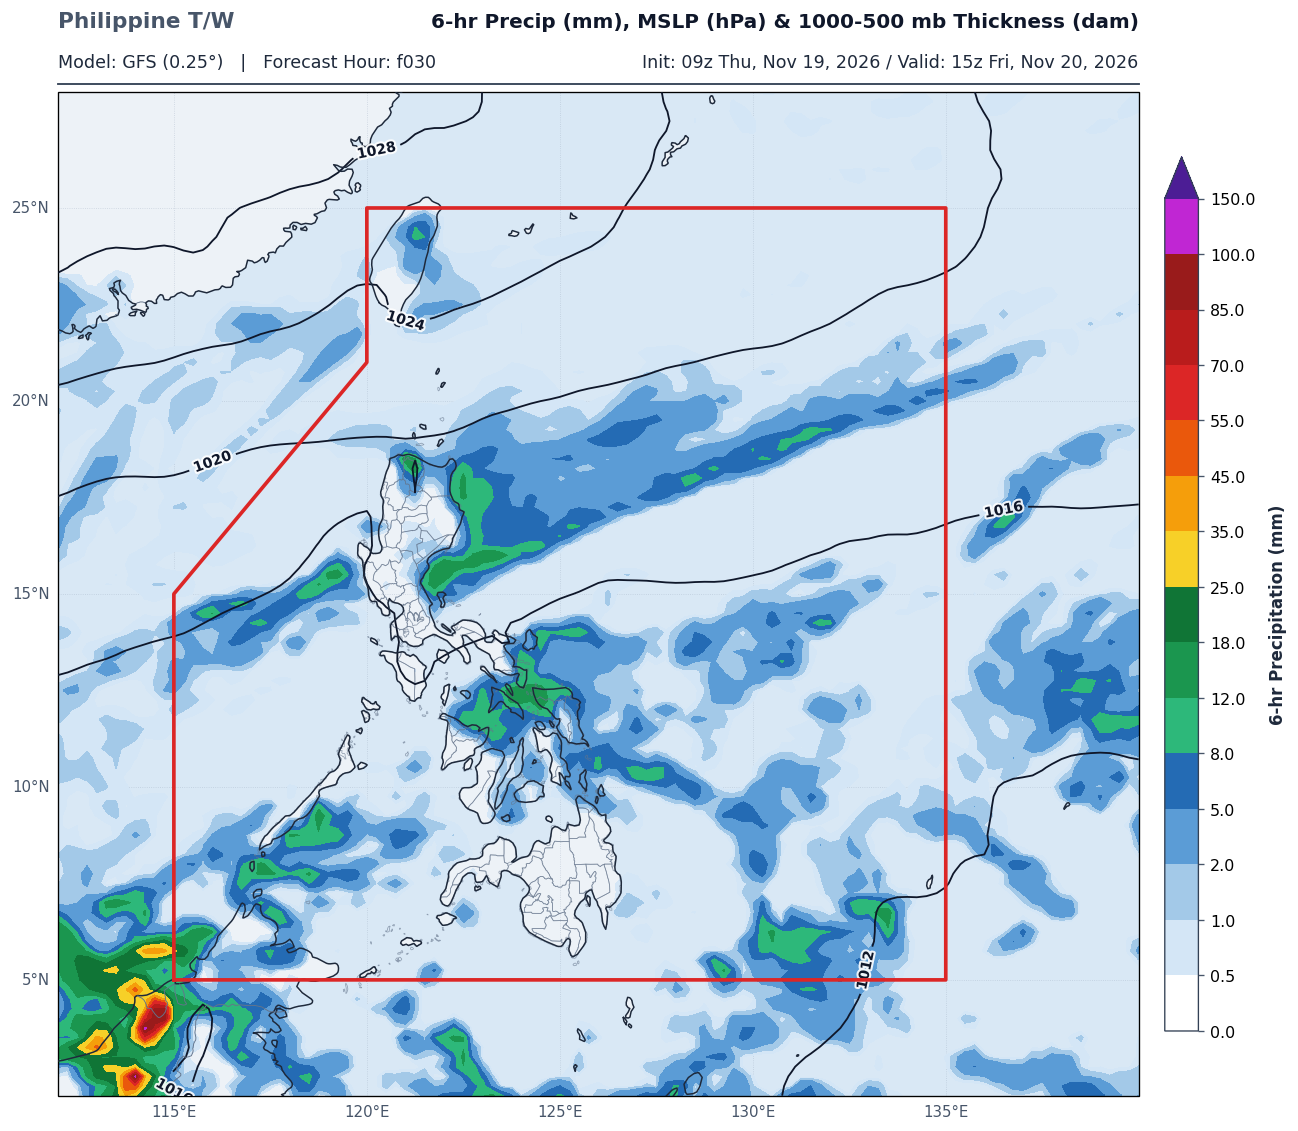 Philippine T/W
6-hr Precip (mm), MSLP (hPa) & 1000-500 mb Thickness (dam)
Model: GFS (0.25°) | Forecast Hour: f030
Init: 09z Thu, Nov 19, 2026 / Valid: 15z Fri, Nov 20, 2026
1028
150.0
25°N
100.0
85.0
1024
70.0
20°N
55.0
1020
45.0
1016
35.0
15°N
25.0
18.0
12.0
6-hr Precipitation (mm)
10°N
8.0
5.0
2.0
1.0
1012
5°N
0.5
0.0
115°E
120°E
125°E
130°E
135°E